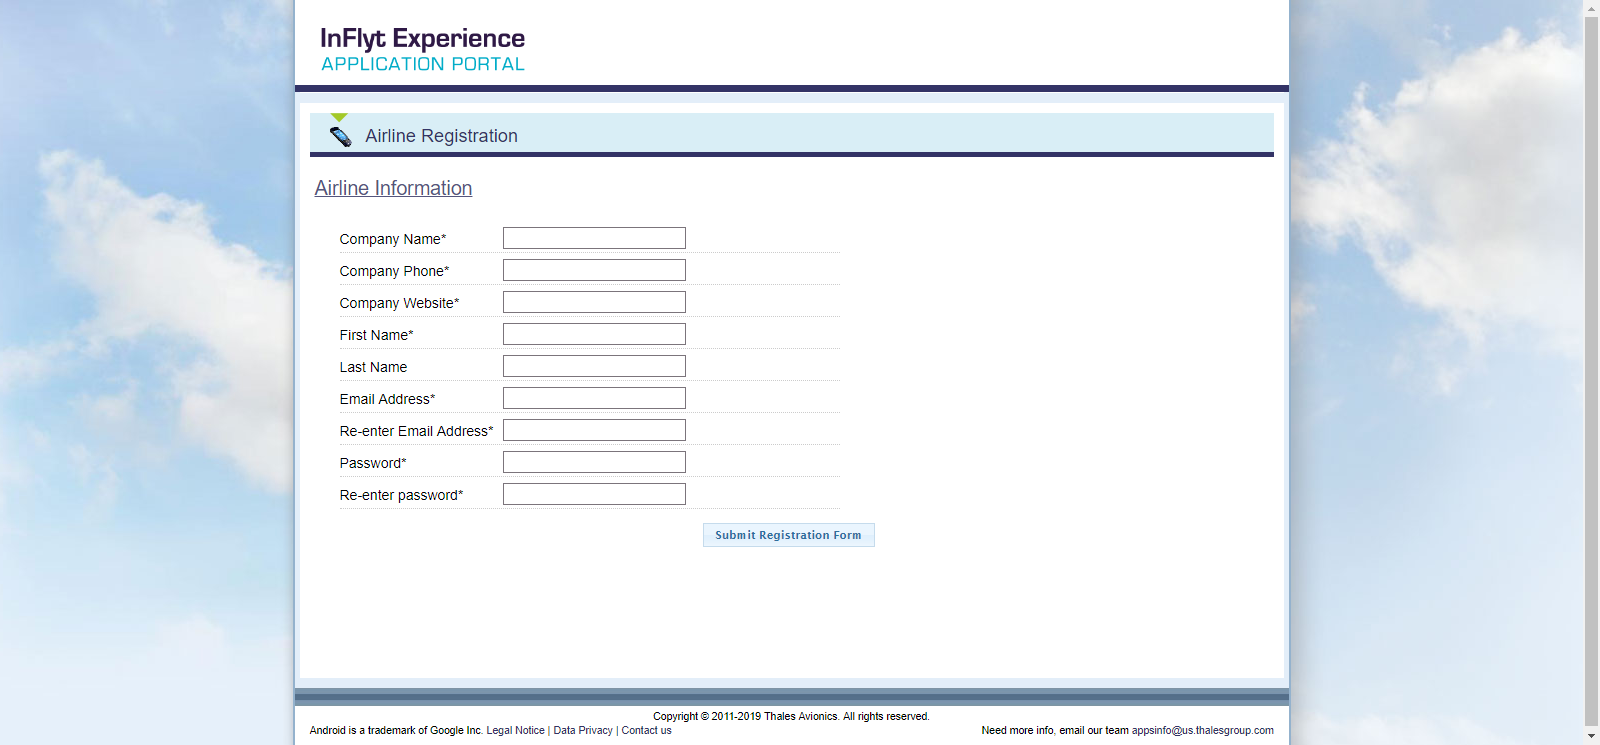 InFlyt Experience
APPLICATION PORTAL
Airline Registration
Airline Information
Company Name*
Company Phone*
Company Website*
First Name*
Last Name
Email Address*
Re-enter Email Address*
Password*
Re-enter password*
Submit Registration Form
Copyright © 2011-2019 Thales Avionics. All rights reserved.
Android is a trademark of Google Inc. Legal Notice | Data Privacy | Contact us
Need more info, email our team appsinfo@us.thalesgroup.com